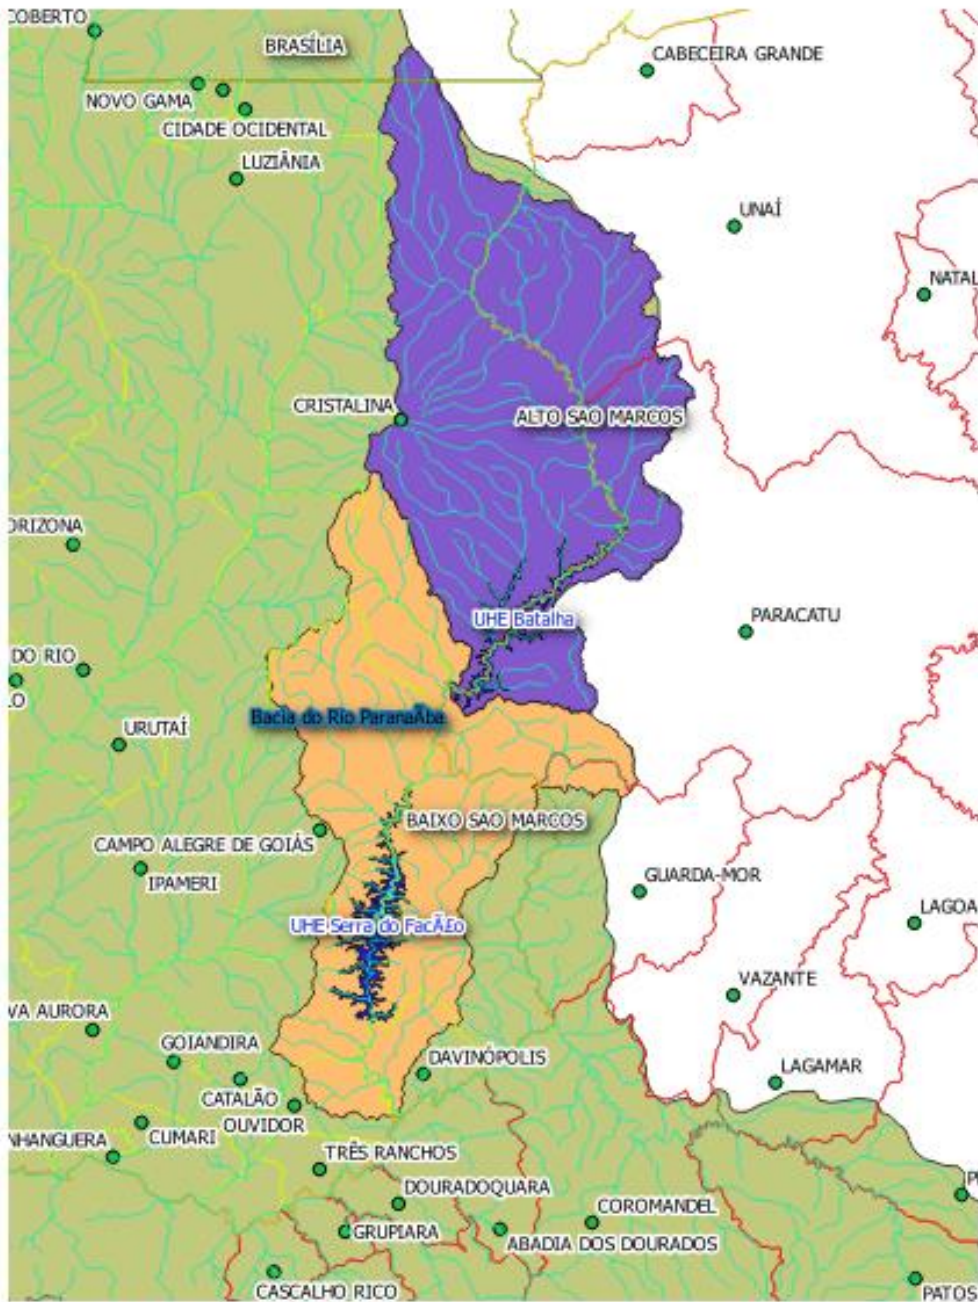 COBERTO
BRASÍLIA
CABECEIRA GRANDE
NOVO GAMA
CIDADE OCIDENTAL
LUZIÂNIA
UNAÍ
NATAL
CRISTALINA
ALTO SAO MARCOS
ORIZONA
UHE Batalha
PARACATU
DO RIO
LO
Bacia do Rio ParanaÃba
URUTAÍ
BAIXO SAO MARCOS
CAMPO ALEGRE DE GOIÁS
IPAMERI
GUARDA-MOR
LAGOA
UHE Serra do FacÃ£o
VAZANTE
VA AURORA
GOIANDIRA
DAVINÓPOLIS
LAGAMAR
CATALÃO
OUVIDOR
CUMARI
NHANGUERA
TRÊS RANCHOS
P
DOURADOQUARA
COROMANDEL
GRUPIARA
ABADIA DOS DOURADOS
CASCALHO RICO
PATOS